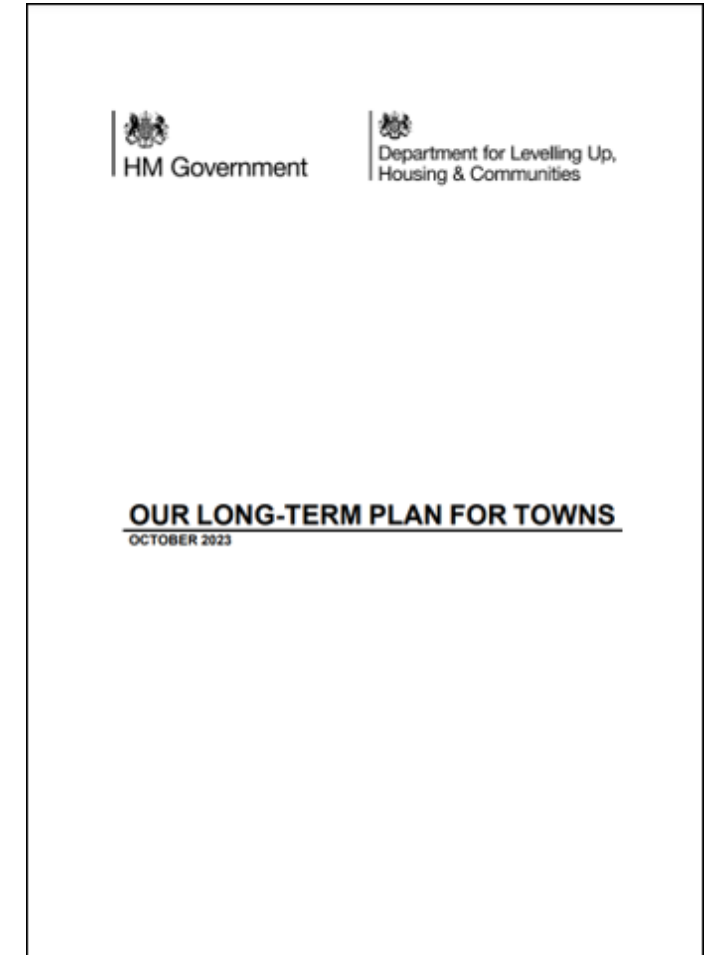 HM Government
Department for Levelling Up,
Housing & Communities
OUR LONG-TERM PLAN FOR TOWNS
OCTOBER 2023